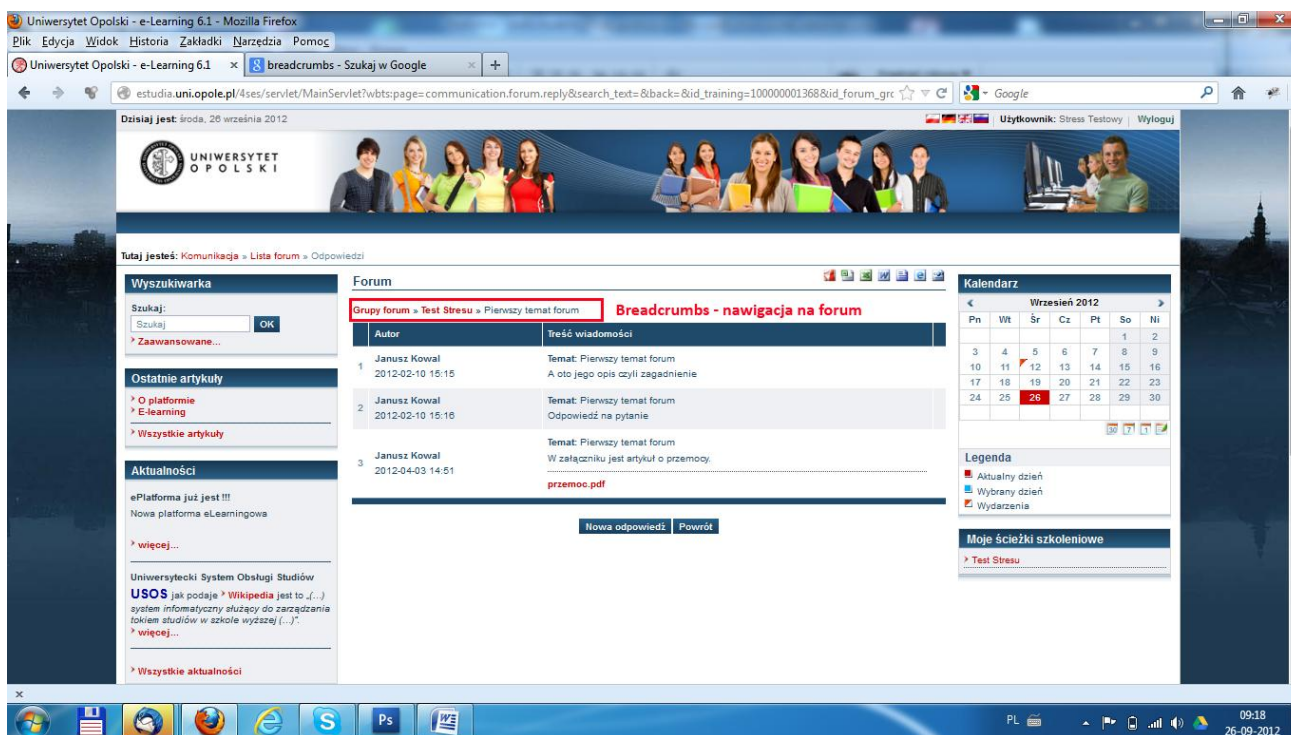 Uniwersytet Opolski - e-Learning 6.1 - Mozilla Firefox
Plik Edycja Widok Historia Zakładki Narzędzia Pomoc
Uniwersytet Opolski - e-Learning 6.1 × breadcrumbs - Szukaj w Google × +
estudia.uni.opole.pl/4ses/servlet/MainServlet?wbts:page=communication.forum.reply&search_text=&back=&id_training=100000001368&id_forum_grc Google
Dzisiaj jest: środa, 26 września 2012
Użytkownik: Stress Testowy | Wyloguj
UNIWERSYTET
OPOLSKI
Tutaj jesteś: Komunikacja » Lista forum » Odpowiedzi
Wyszukiwarka
Szukaj:
Szukaj OK
Zaawansowane...
Ostatnie artykuły
O platformie
E-learning
Wszystkie artykuły
Aktualności
ePlatforma już jest !!!
Nowa platforma eLearningowa
więcej...
Uniwersytecki System Obsługi Studiów
USOS jak podaje Wikipedia jest to „(...)
system informatyczny służący do zarządzania
tokiem studiów w szkole wyższej (...)”.
więcej...
Wszystkie aktualności
Forum
Grupy forum » Test Stresu » Pierwszy temat forum
Breadcrumbs - nawigacja na forum
Autor Treść wiadomości
1 Janusz Kowal
2012-02-10 15:15
Temat: Pierwszy temat forum
A oto jego opis czyli zagadnienie
2 Janusz Kowal
2012-02-10 15:16
Temat: Pierwszy temat forum
Odpowiedź na pytanie
3 Janusz Kowal
2012-04-03 14:51
Temat: Pierwszy temat forum
W załączniku jest artykuł o przemocy.
przemoc.pdf
Nowa odpowiedź Powrót
Kalendarz
Wrzesień 2012
Pn Wt Śr Cz Pt So Ni
1 2
3 4 5 6 7 8 9
10 11 12 13 14 15 16
17 18 19 20 21 22 23
24 25 26 27 28 29 30
30 7 1
Legenda
Aktualny dzień
Wybrany dzień
Wydarzenia
Moje ścieżki szkoleniowe
Test Stresu
×
Ps
PL
09:18
26-09-2012